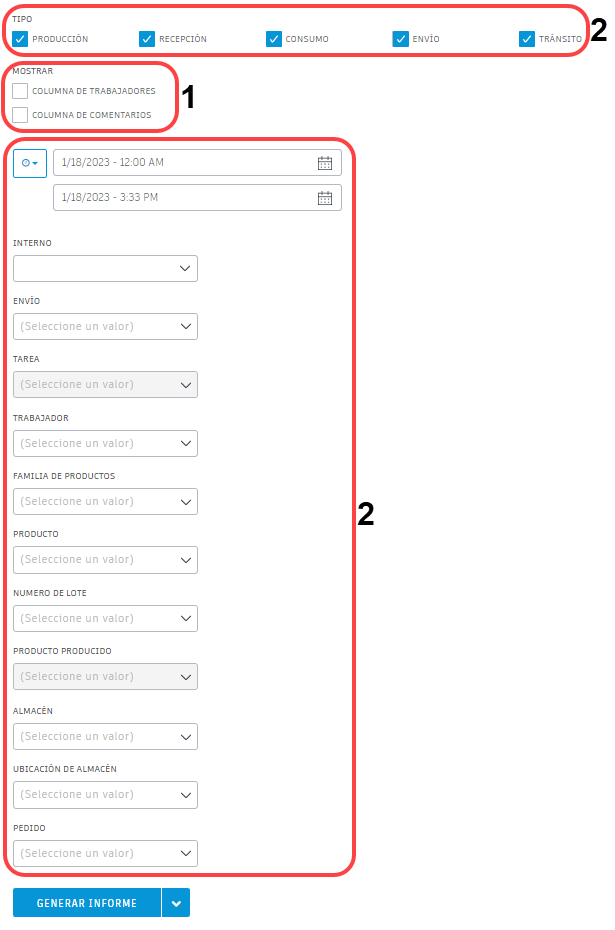 TIPO
PRODUCCIÓN RECEPCIÓN CONSUMO ENVÍO TRÁNSITO 2
MOSTRAR
COLUMNA DE TRABAJADORES
1
COLUMNA DE COMENTARIOS
1/18/2023 - 12:00 AM
1/18/2023 - 3:33 PM
INTERNO
ENVÍO
(Seleccione un valor)
TAREA
(Seleccione un valor)
TRABAJADOR
(Seleccione un valor)
FAMILIA DE PRODUCTOS
(Seleccione un valor)
2
PRODUCTO
(Seleccione un valor)
NUMERO DE LOTE
(Seleccione un valor)
PRODUCTO PRODUCIDO
(Seleccione un valor)
ALMACÉN
(Seleccione un valor)
UBICACIÓN DE ALMACÉN
(Seleccione un valor)
PEDIDO
(Seleccione un valor)
GENERAR INFORME